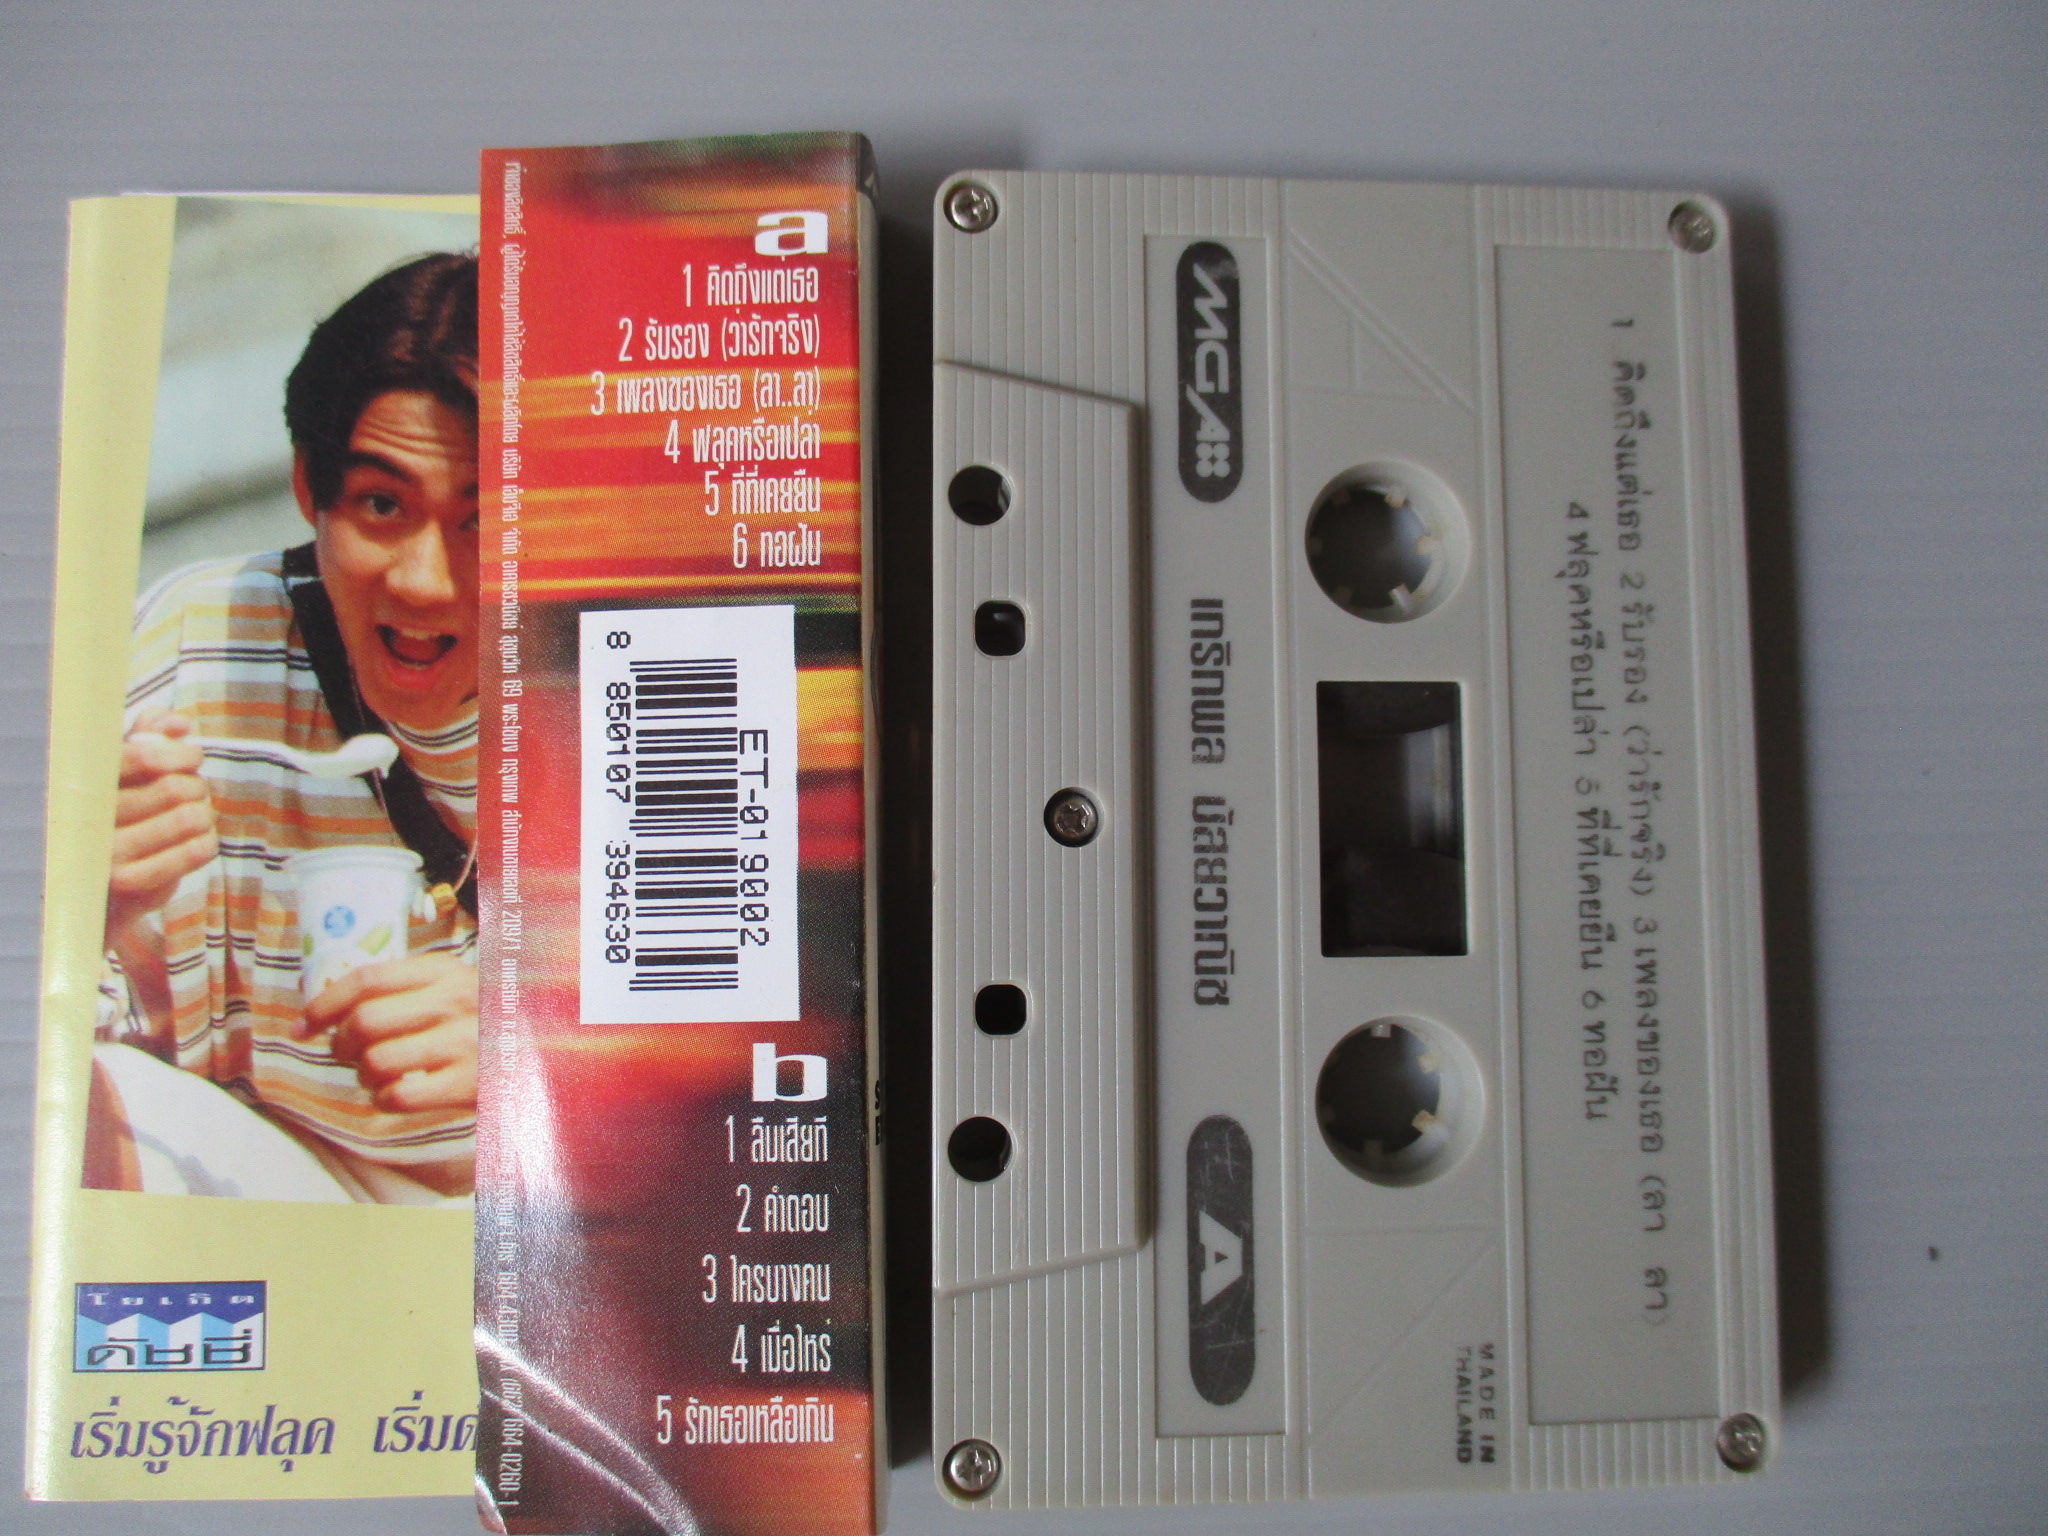 โยเกิต
ดัชชี
เริ่มรู้จักฟลุค เริ่มด
a
1 คิดถึงแต่เธอ
2 รับรอง (ว่ารักจริง)
3 เพลงของเธอ (ลา..ลา)
4 ฟลุคหรือเปล่า
5 ที่ที่เคยยืน
6 ทอฝัน
ET-019002
8 850107 394630
b
1 ลืมเสียที
2 คำตอบ
3 ใครบางคน
4 เมื่อไหร่
5 รักเธอเหลือเกิน
MGA
เกริกพล มัสยวาณิช
A
MADE IN
THAILAND
1 คิดถึงแต่เธอ 2 รับรอง (ว่ารักจริง) 3 เพลงของเธอ (ลา ลา)
4 ฟลุคหรือเปล่า 5 ที่ที่เคยยืน 6 ทอฝัน